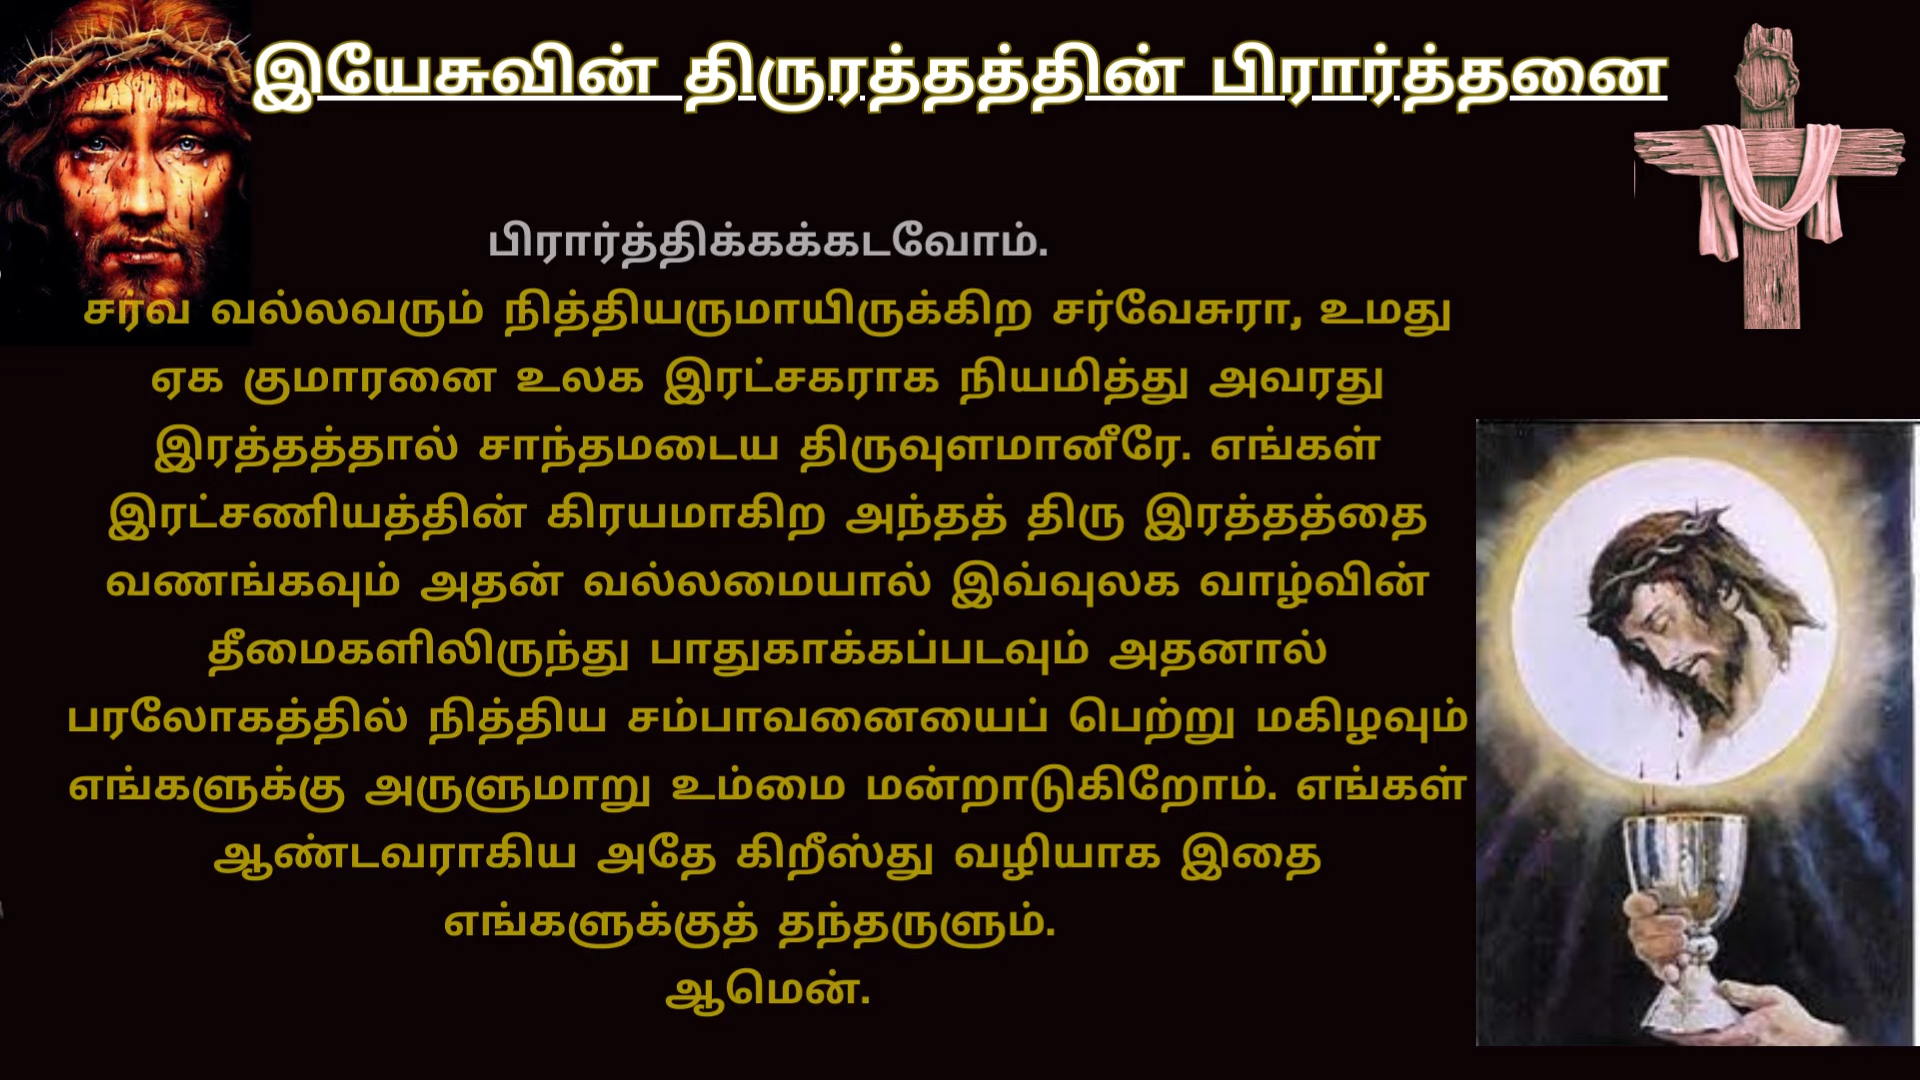 இயேசுவின் திருரத்தத்தின் பிரார்த்தனை
பிரார்த்திக்கக்கடவோம்.
சர்வ வல்லவரும் நித்தியருமாயிருக்கிற சர்வேசுரா, உமது
ஏக குமாரனை உலக இரட்சகராக நியமித்து அவரது
இரத்தத்தால் சாந்தமடைய திருவுளமானீரே. எங்கள்
இரட்சணியத்தின் கிரயமாகிற அந்தத் திரு இரத்தத்தை
வணங்கவும் அதன் வல்லமையால் இவ்வுலக வாழ்வின்
தீமைகளிலிருந்து பாதுகாக்கப்படவும் அதனால்
பரலோகத்தில் நித்திய சம்பாவனையைப் பெற்று மகிழவும்
எங்களுக்கு அருளுமாறு உம்மை மன்றாடுகிறோம். எங்கள்
ஆண்டவராகிய அதே கிறீஸ்து வழியாக இதை
எங்களுக்குத் தந்தருளும்.
ஆமென்.